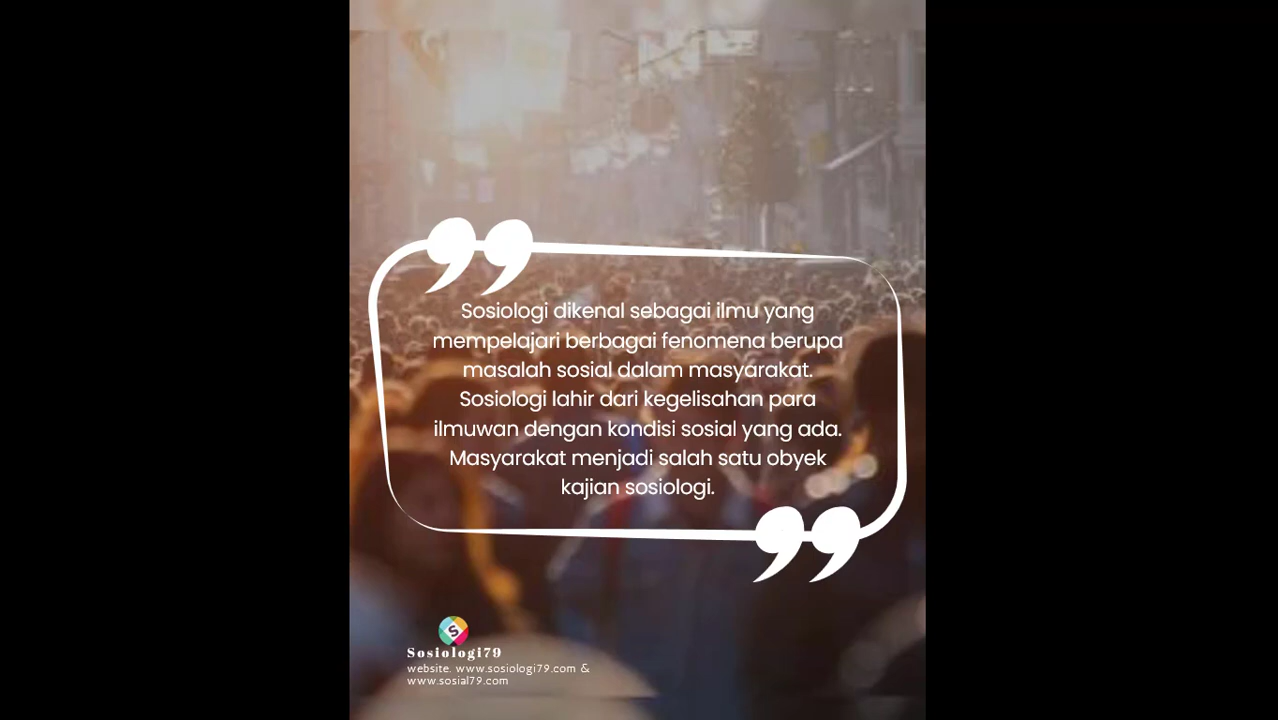 Sosiologi dikenal sebagai ilmu yang
mempelajari berbagai fenomena berupa
masalah sosial dalam masyarakat.
Sosiologi lahir dari kegelisahan para
ilmuwan dengan kondisi sosial yang ada.
Masyarakat menjadi salah satu obyek
kajian sosiologi.
S
Sosiologi79
website. www.sosiologi79.com &
www.sosial79.com